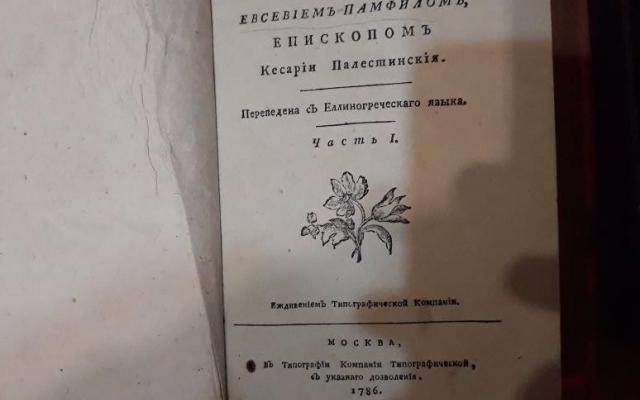 ЕВСЕВІЕМЪ ПАМФИЛОМЪ,
ЕПИСКОПОМЪ
Кесаріи Палестинскія.
Переведена съ Еллиногреческаго языка.
Часть I.
Иждивеніемъ Типографической Компаніи.
МОСКВА,
Въ Типографіи Компаніи Типографической,
съ указнаго дозволенія.
1786.